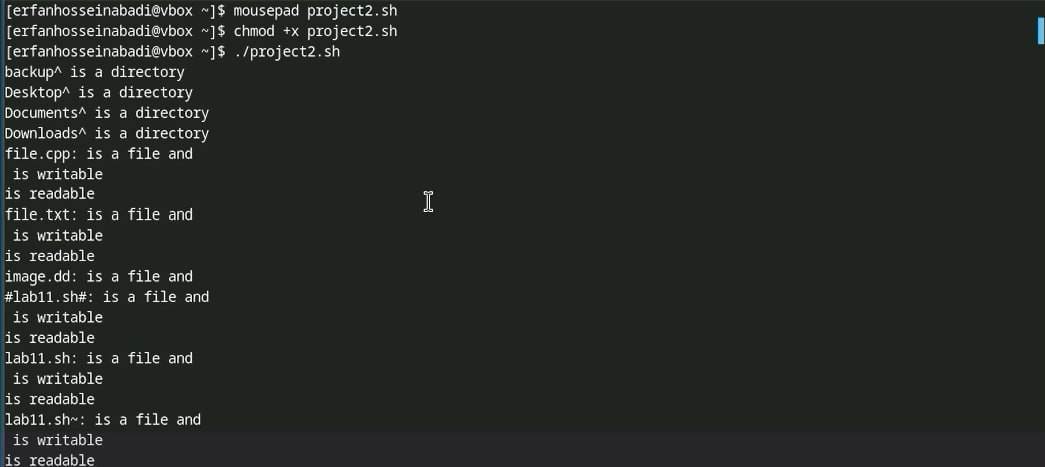 [erfanhosseinabadi@vbox ~]$ mousepad project2.sh
[erfanhosseinabadi@vbox ~]$ chmod +x project2.sh
[erfanhosseinabadi@vbox ~]$ ./project2.sh
backup^ is a directory
Desktop^ is a directory
Documents^ is a directory
Downloads^ is a directory
file.cpp: is a file and
 is writable
is readable
file.txt: is a file and
 is writable
is readable
image.dd: is a file and
#lab11.sh#: is a file and
 is writable
is readable
lab11.sh: is a file and
 is writable
is readable
lab11.sh~: is a file and
 is writable
is readable